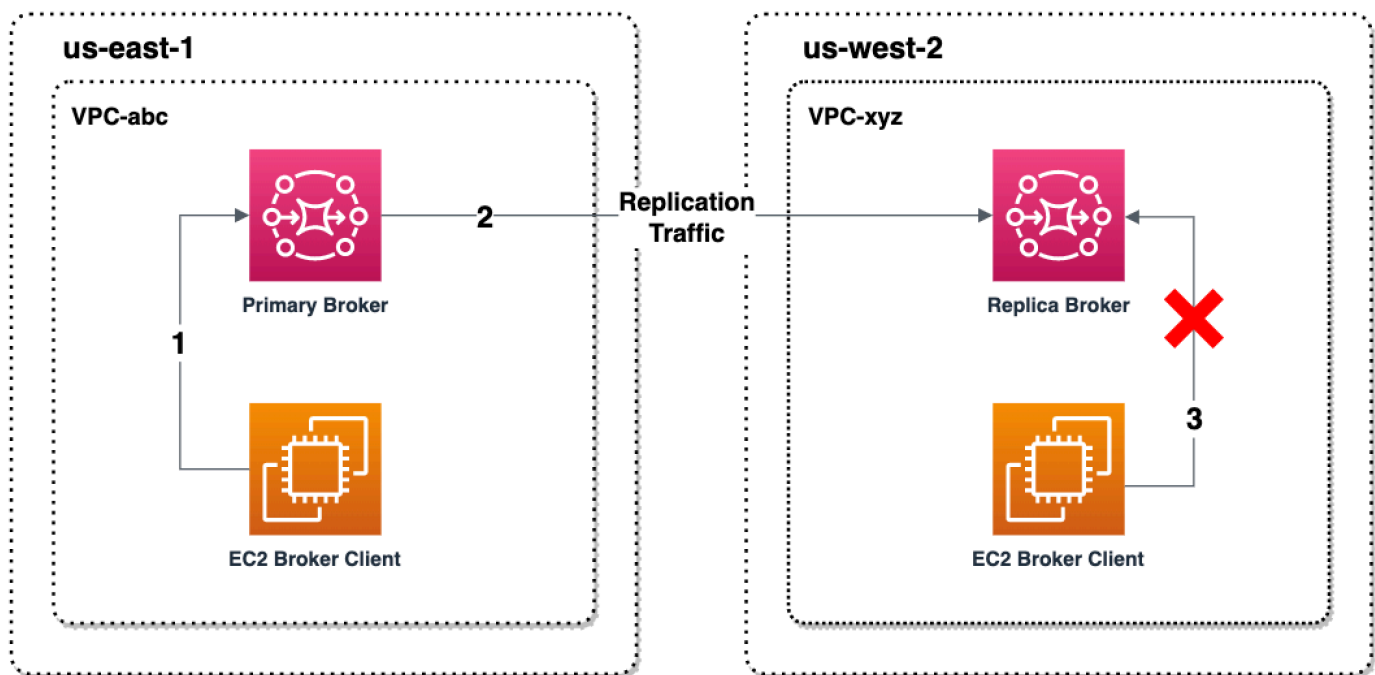 us-east-1
VPC-abc
Primary Broker
1
EC2 Broker Client
2
Replication
Traffic
us-west-2
VPC-xyz
Replica Broker
3
EC2 Broker Client